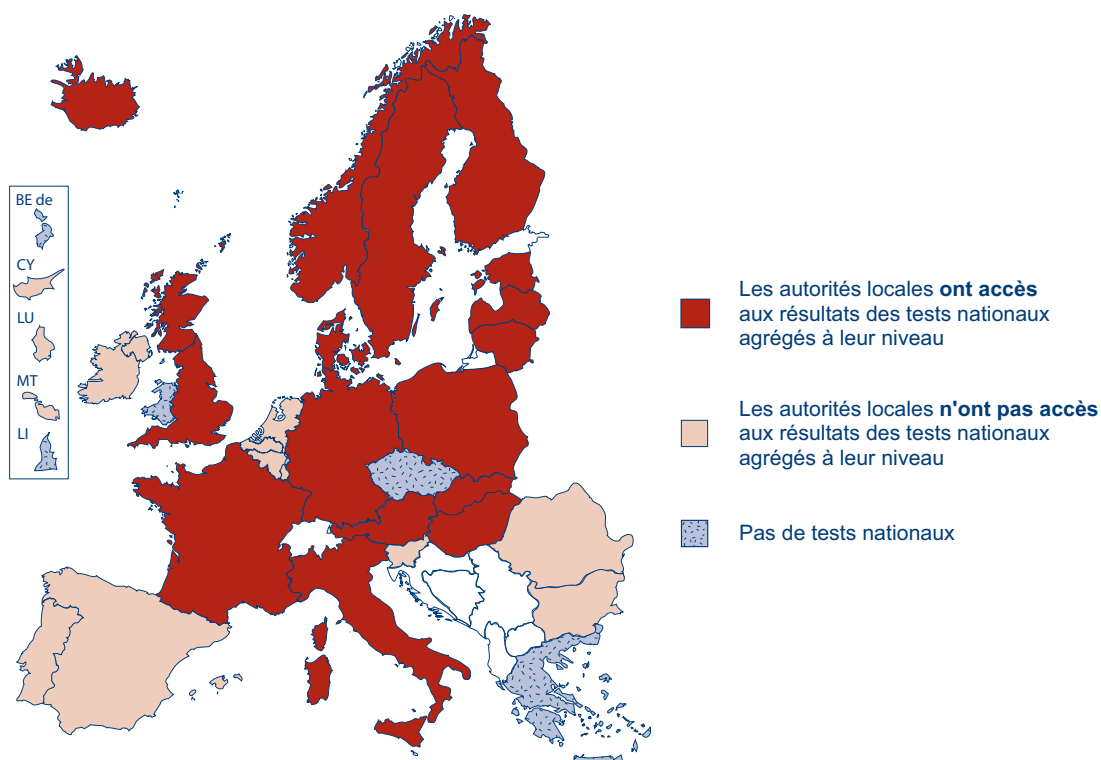 BE de
CY
LU
MT
LI
Les autorités locales ont accès
aux résultats des tests nationaux
agrégés à leur niveau
Les autorités locales n'ont pas accès
aux résultats des tests nationaux
agrégés à leur niveau
Pas de tests nationaux